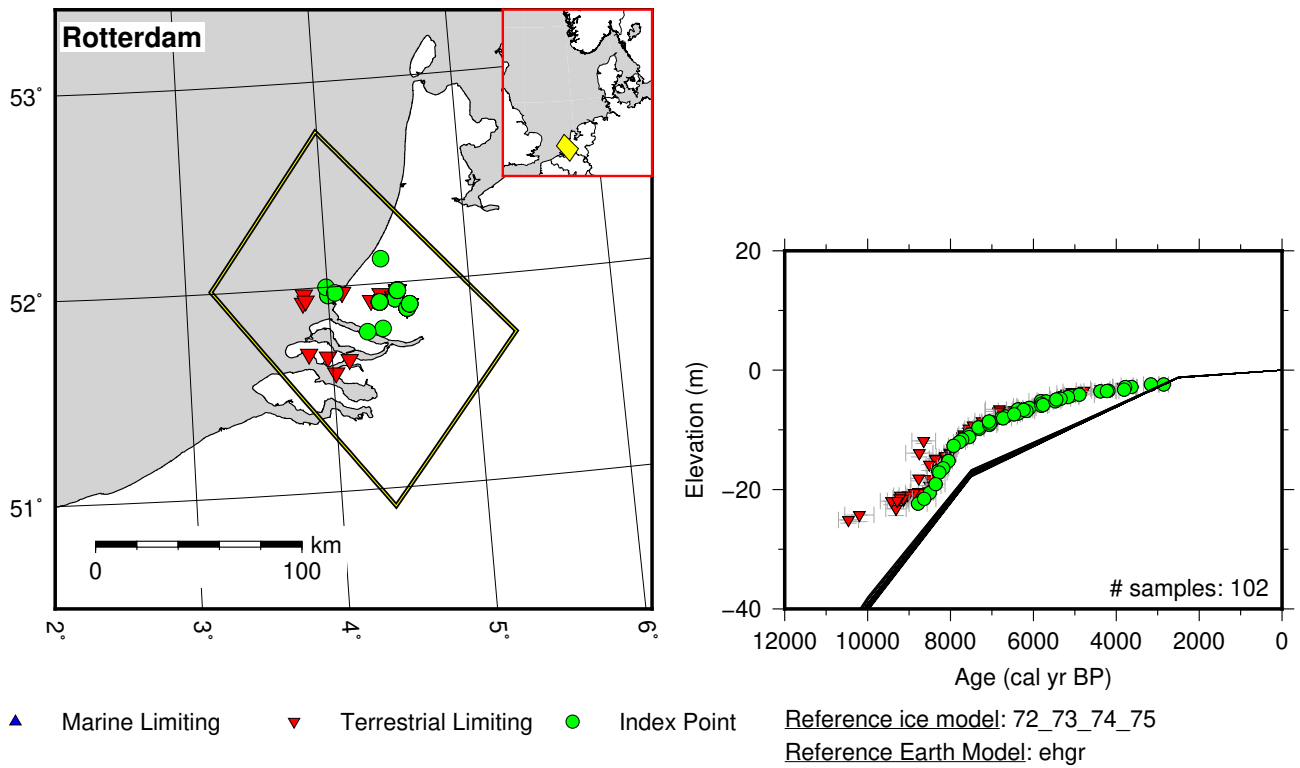 Rotterdam
53°
52°
51°
km
0 100
2° 3° 4° 5° 6°
20
0
−20
−40
Elevation (m)
# samples: 102
12000 10000 8000 6000 4000 2000 0
Age (cal yr BP)
Marine Limiting Terrestrial Limiting Index Point
Reference ice model: 72_73_74_75
Reference Earth Model: ehgr